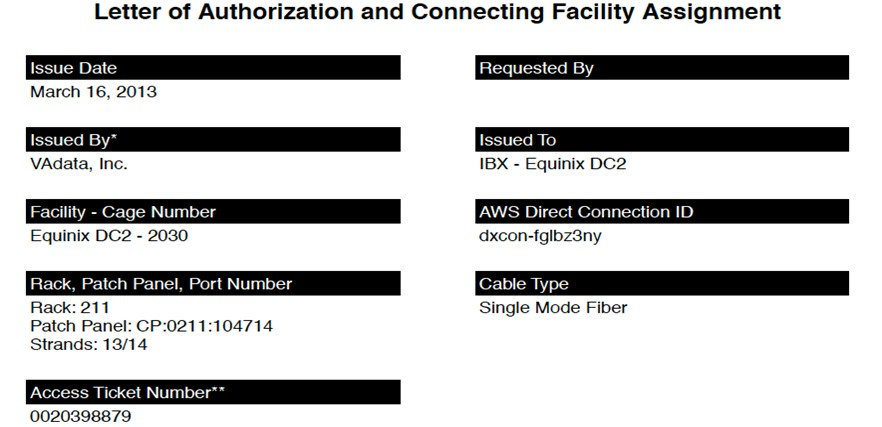 Letter of Authorization and Connecting Facility Assignment
Issue Date
March 16, 2013
Requested By
Issued By*
VAdata, Inc.
Issued To
IBX - Equinix DC2
Facility - Cage Number
Equinix DC2 - 2030
AWS Direct Connection ID
dxcon-fglbz3ny
Rack, Patch Panel, Port Number
Rack: 211
Patch Panel: CP:0211:104714
Strands: 13/14
Cable Type
Single Mode Fiber
Access Ticket Number**
0020398879